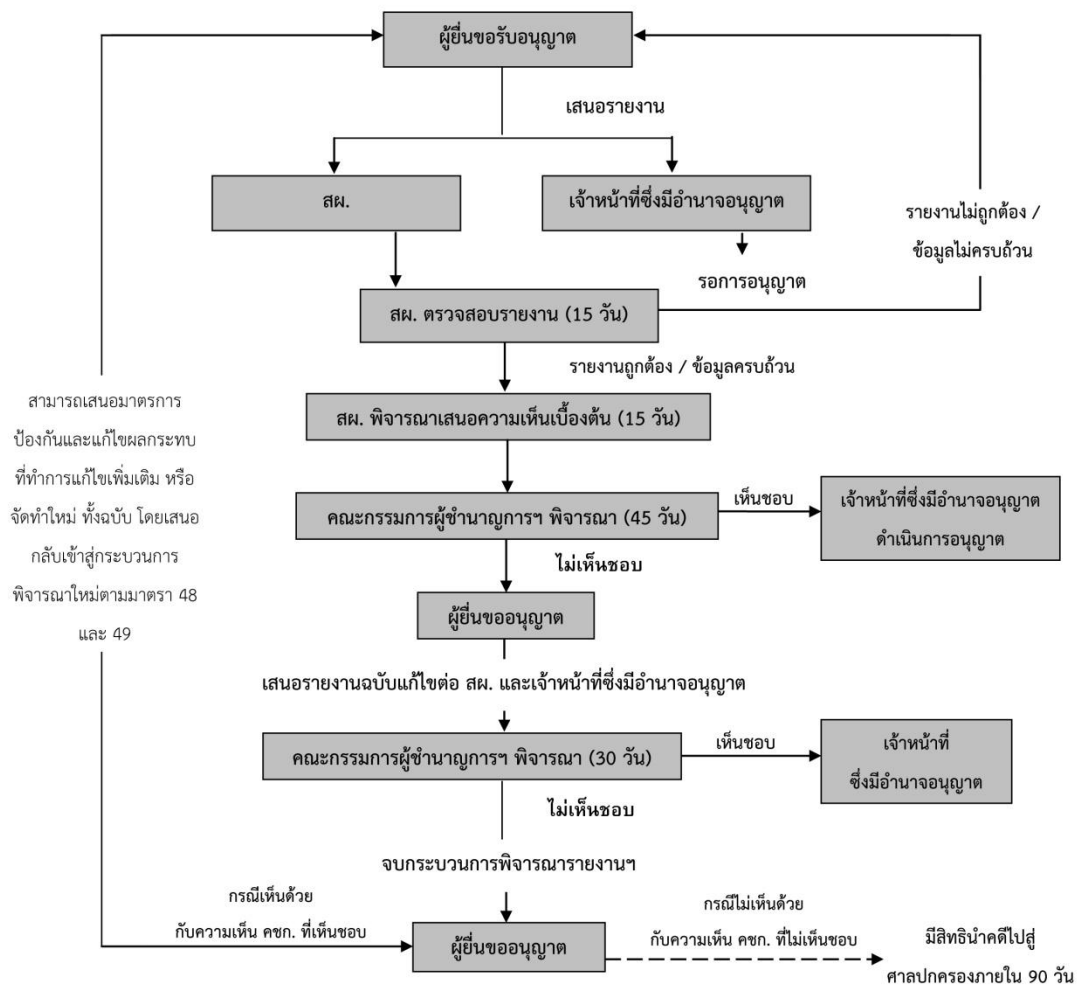 ผู้ยื่นขอรับอนุญาต
เสนอรายงาน
สผ.
เจ้าหน้าที่ซึ่งมีอำนาจอนุญาต
รอการอนุญาต
รายงานไม่ถูกต้อง /
ข้อมูลไม่ครบถ้วน
สผ. ตรวจสอบรายงาน (15 วัน)
รายงานถูกต้อง / ข้อมูลครบถ้วน
สผ. พิจารณาเสนอความเห็นเบื้องต้น (15 วัน)
สามารถเสนอมาตรการ
ป้องกันและแก้ไขผลกระทบ
ที่ทำการแก้ไขเพิ่มเติม หรือ
จัดทำใหม่ ทั้งฉบับ โดยเสนอ
กลับเข้าสู่กระบวนการ
พิจารณาใหม่ตามมาตรา 48
และ 49
คณะกรรมการผู้ชำนาญการฯ พิจารณา (45 วัน)
เห็นชอบ
เจ้าหน้าที่ซึ่งมีอำนาจอนุญาต
ดำเนินการอนุญาต
ไม่เห็นชอบ
ผู้ยื่นขออนุญาต
เสนอรายงานฉบับแก้ไขต่อ สผ. และเจ้าหน้าที่ซึ่งมีอำนาจอนุญาต
คณะกรรมการผู้ชำนาญการฯ พิจารณา (30 วัน)
เห็นชอบ
เจ้าหน้าที่
ซึ่งมีอำนาจอนุญาต
ไม่เห็นชอบ
จบกระบวนการพิจารณารายงานฯ
กรณีเห็นด้วย
กับความเห็น คชก. ที่เห็นชอบ
ผู้ยื่นขออนุญาต
กรณีไม่เห็นด้วย
กับความเห็น คชก. ที่ไม่เห็นชอบ
มีสิทธินำคดีไปสู่
ศาลปกครองภายใน 90 วัน